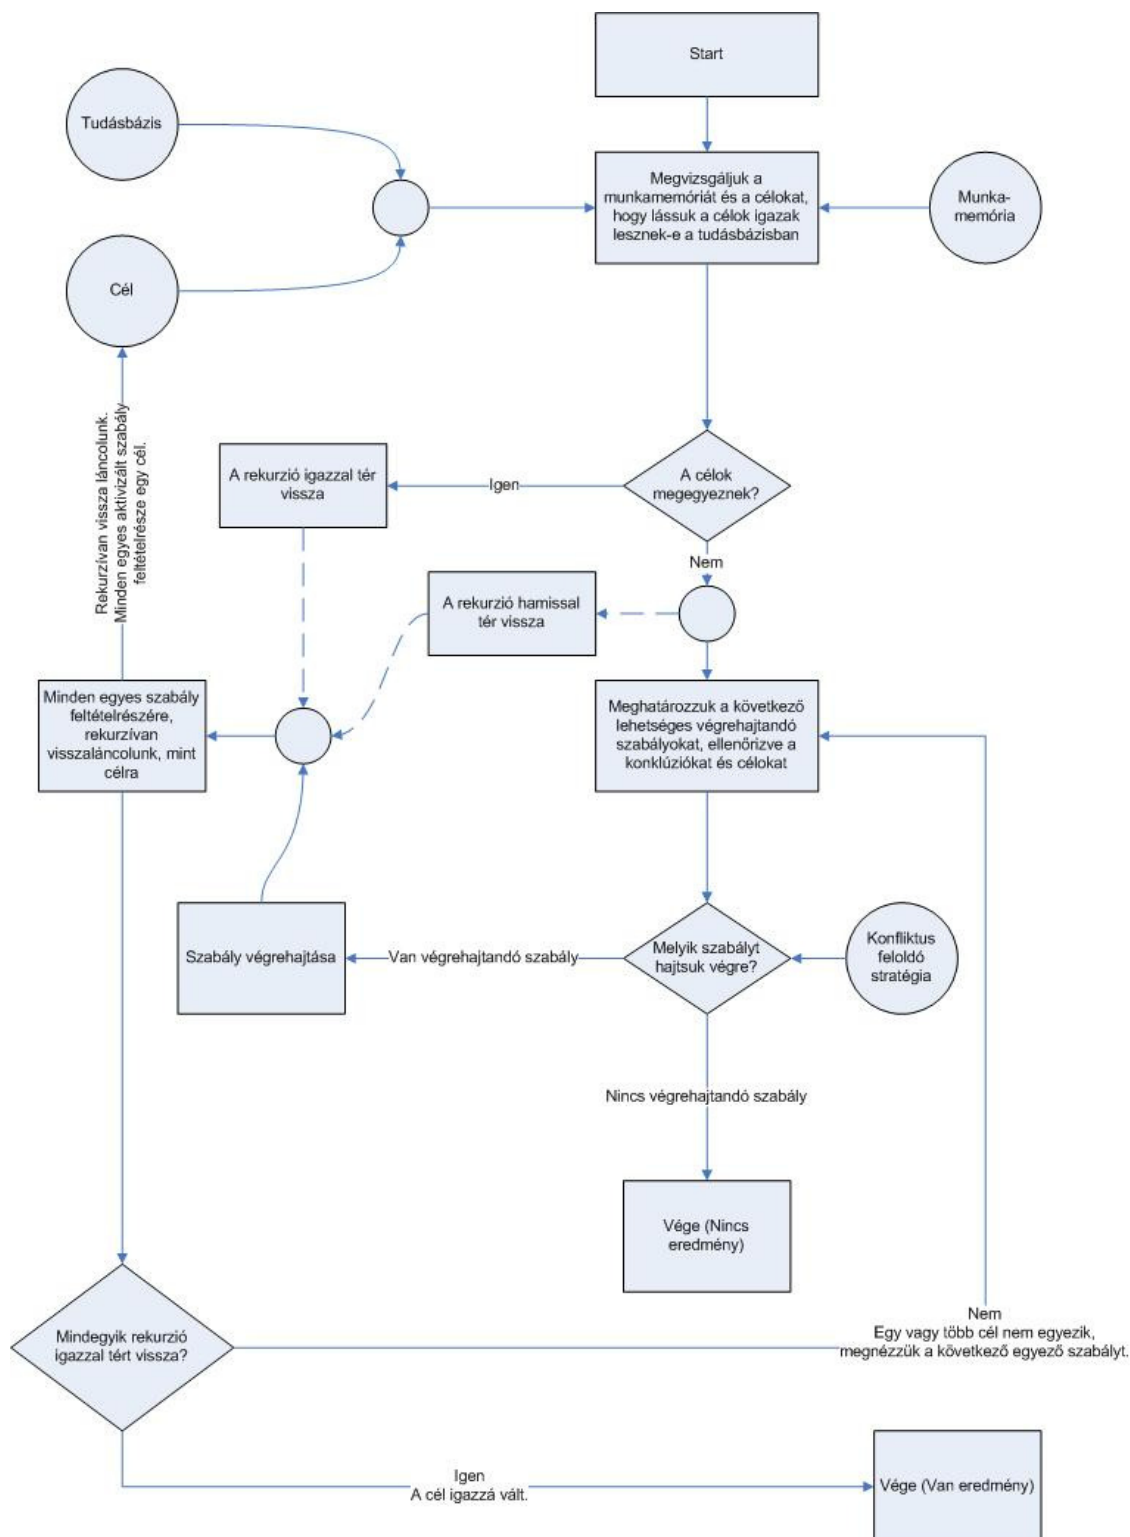 Start
Tudásbázis
Megvizsgáljuk a
munkamemóriát és a célokat,
hogy lássuk a célok igazak
lesznek-e a tudásbázisban
Munka-
memória
Cél
Rekurzívan vissza láncolunk.
Minden egyes aktivizált szabály
feltételrésze egy cél.
A rekurzió igazzal tér
vissza
Igen
A célok
megegyeznek?
Nem
A rekurzió hamissal
tér vissza
Minden egyes szabály
feltételrészére,
rekurzívan
visszaláncolunk, mint
célra
Meghatározzuk a következő
lehetséges végrehajtandó
szabályokat, ellenőrizve a
konklúziókat és célokat
Szabály végrehajtása
Van végrehajtandó szabály
Melyik szabályt
hajtsuk végre?
Konfliktus
feloldó
stratégia
Nincs végrehajtandó szabály
Vége (Nincs
eredmény)
Mindegyik rekurzió
igazzal tért vissza?
Nem
Egy vagy több cél nem egyezik,
megnézzük a következő egyező szabályt.
Igen
A cél igazzá vált.
Vége (Van eredmény)